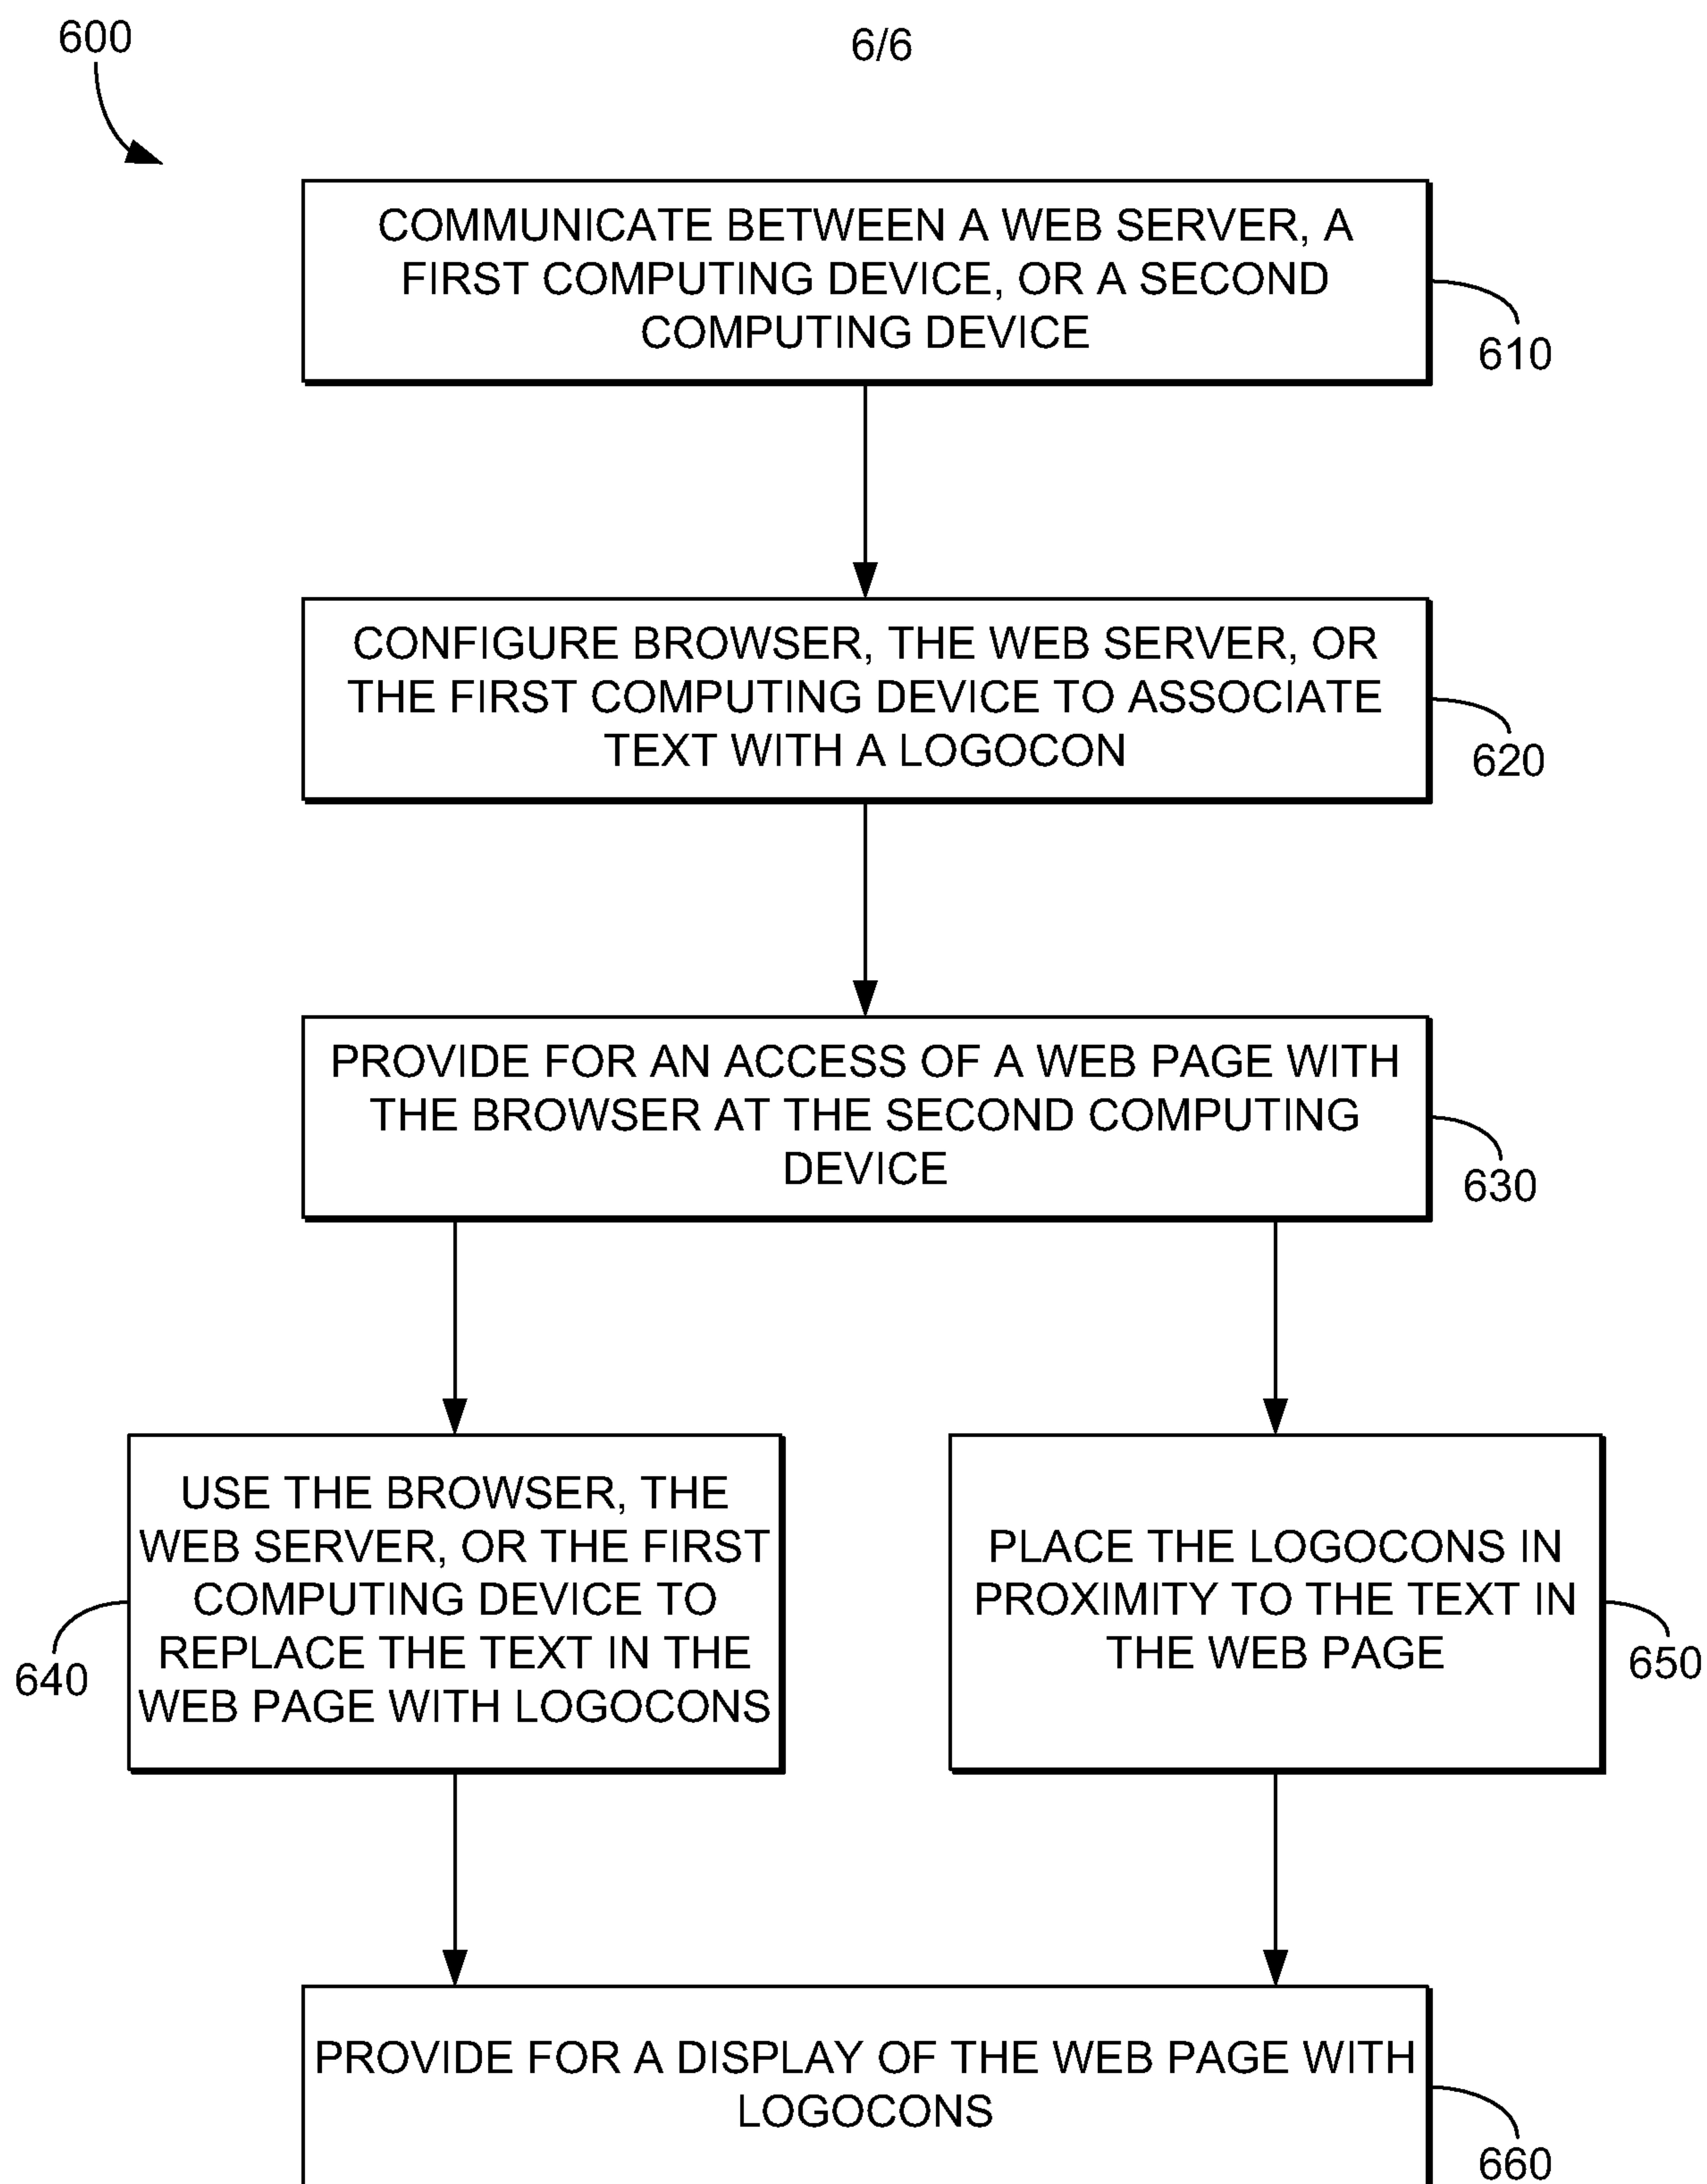 600
6/6
COMMUNICATE BETWEEN A WEB SERVER, A
FIRST COMPUTING DEVICE, OR A SECOND
COMPUTING DEVICE
610
CONFIGURE BROWSER, THE WEB SERVER, OR
THE FIRST COMPUTING DEVICE TO ASSOCIATE
TEXT WITH A LOGOCON
620
PROVIDE FOR AN ACCESS OF A WEB PAGE WITH
THE BROWSER AT THE SECOND COMPUTING
DEVICE
630
USE THE BROWSER, THE
WEB SERVER, OR THE FIRST
COMPUTING DEVICE TO
REPLACE THE TEXT IN THE
WEB PAGE WITH LOGOCONS
640
PLACE THE LOGOCONS IN
PROXIMITY TO THE TEXT IN
THE WEB PAGE
650
PROVIDE FOR A DISPLAY OF THE WEB PAGE WITH
LOGOCONS
660